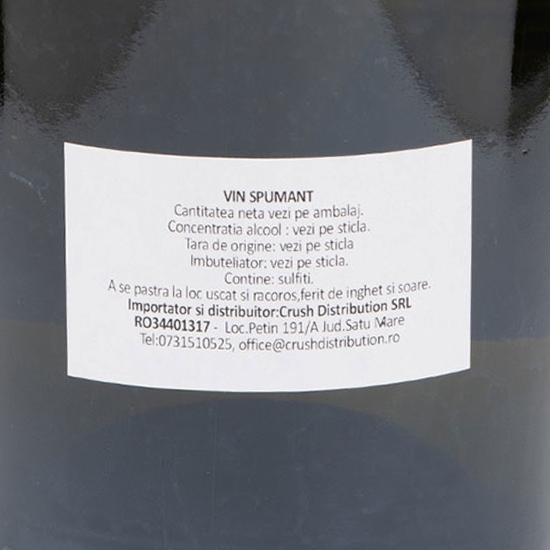 VIN SPUMANT
Cantitatea neta vezi pe ambalaj.
Concentratia alcool : vezi pe sticla.
Tara de origine: vezi pe sticla
Imbuteliator: vezi pe sticla.
Contine: sulfiti.
A se pastra la loc uscat si racoros,ferit de inghet si soare.
Importator si distribuitor:Crush Distribution SRL
RO34401317 - Loc.Petin 191/A Jud.Satu Mare
Tel:0731510525, office@crushdistribution.ro